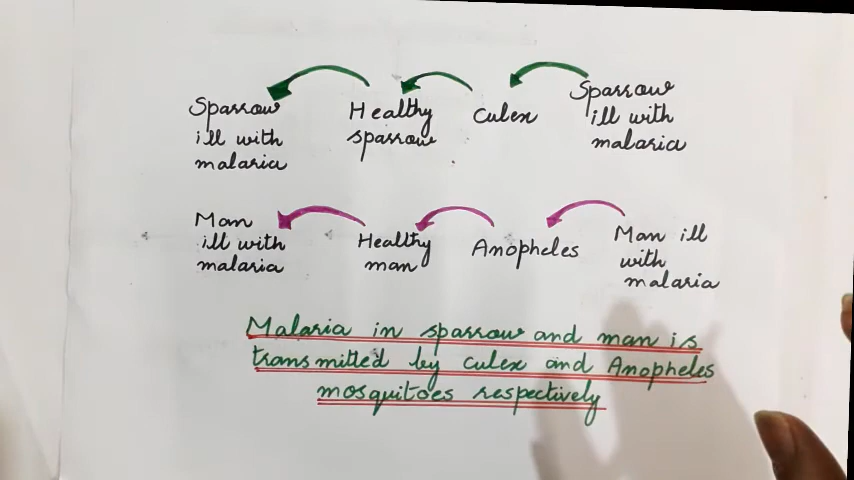 Sparrow
ill with
malaria
Healthy
sparrow
Culex
Sparrow
ill with
malaria
Man
ill with
malaria
Healthy
man
Anopheles
Man ill
with
malaria
Malaria in sparrow and man is
transmitted by culex and Anopheles
mosquitoes respectively